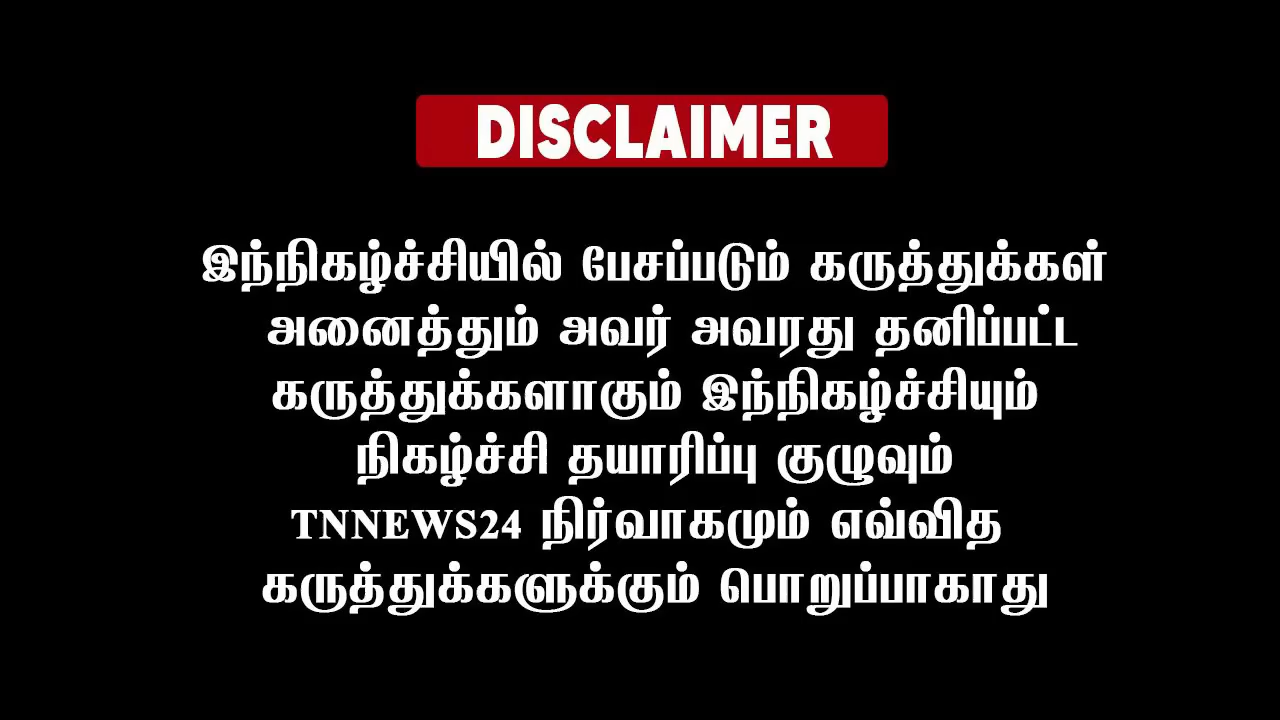 DISCLAIMER
இந்நிகழ்ச்சியில் பேசப்படும் கருத்துக்கள்
அனைத்தும் அவர் அவரது தனிப்பட்ட
கருத்துக்களாகும் இந்நிகழ்ச்சியும்
நிகழ்ச்சி தயாரிப்பு குழுவும்
TNNEWS24 நிர்வாகமும் எவ்வித
கருத்துக்களுக்கும் பொறுப்பாகாது